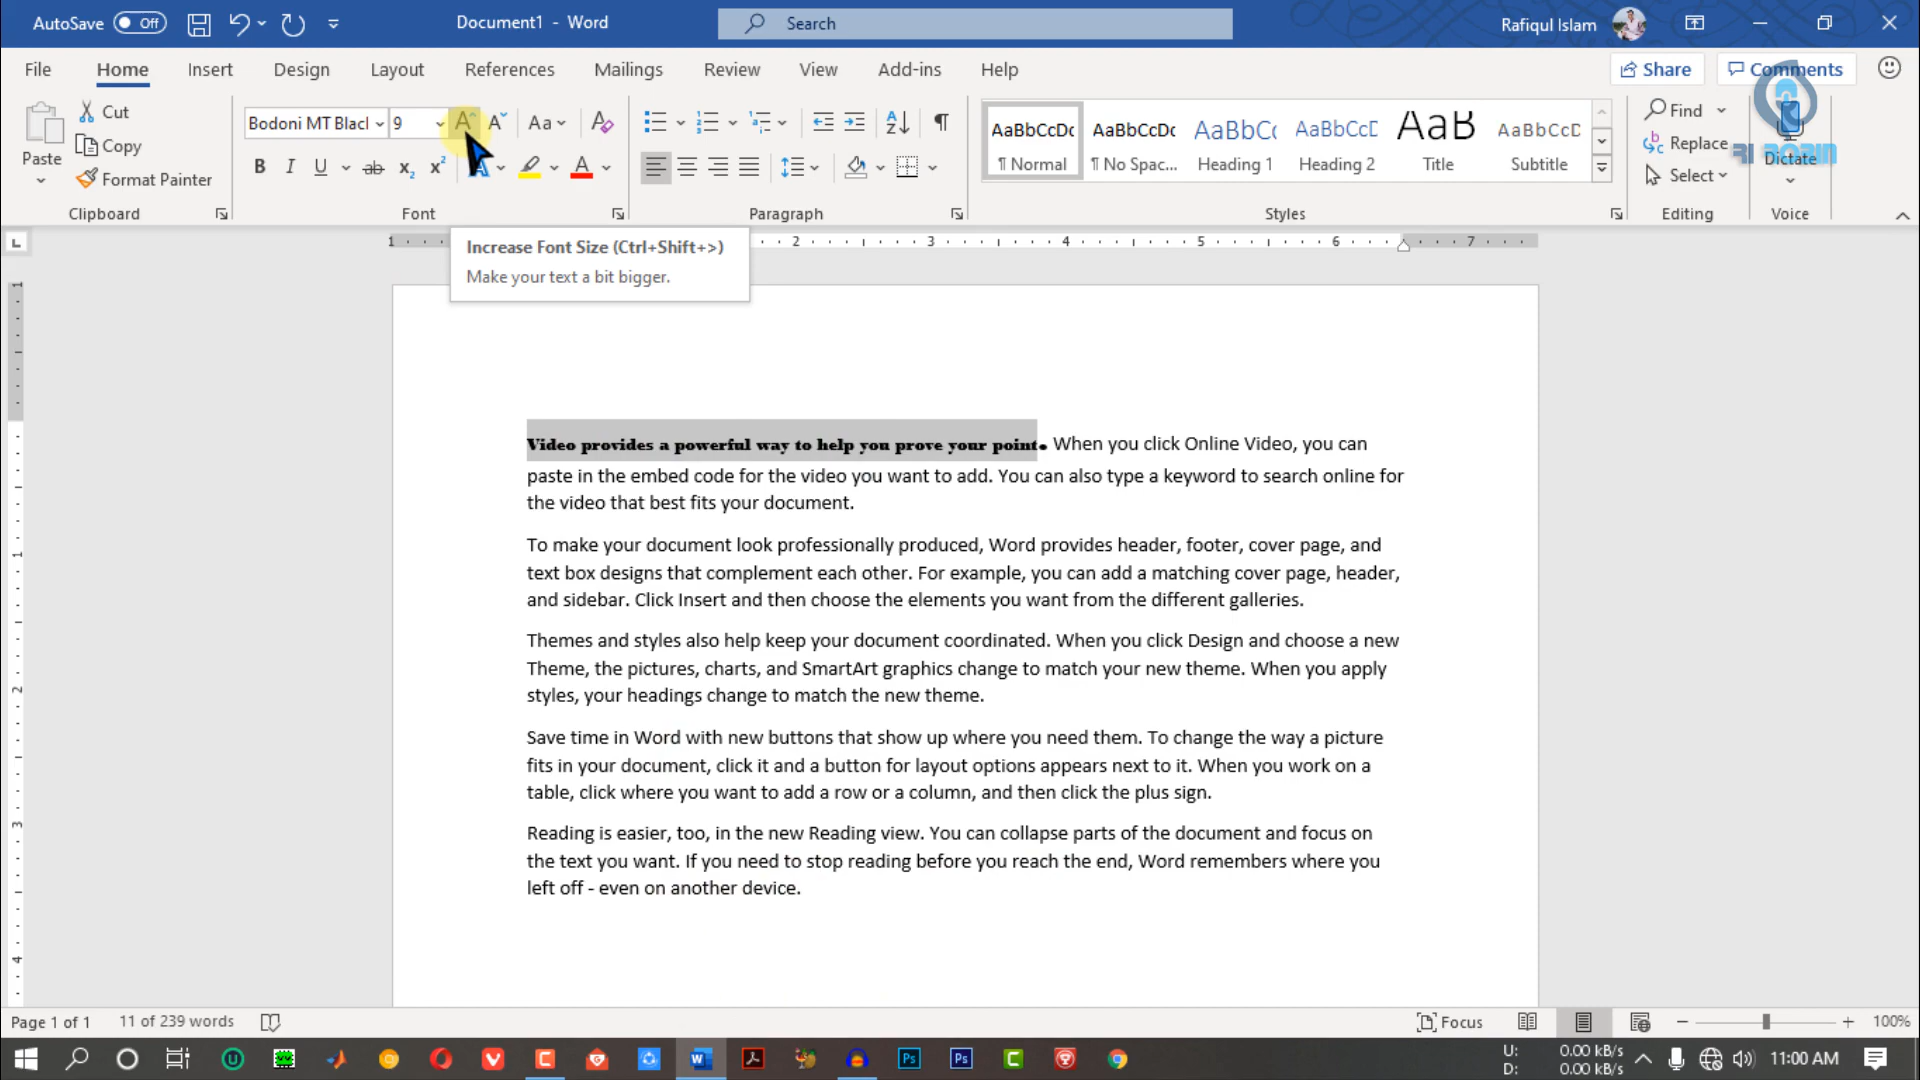 AutoSave Off
Document1 - Word
Search
Rafiqul Islam
File Home Insert Design Layout References Mailings Review View Add-ins Help
Share Comments
Paste
Cut
Copy
Format Painter
Clipboard
Bodoni MT Blacl 9
Aa
Font
Paragraph
AaBbCcDc AaBbCcDc AaBbC( AaBbCcD AaB AaBbCcD
¶ Normal ¶ No Spac... Heading 1 Heading 2 Title Subtitle
Styles
Find
Replace
Select
Editing
RI ROBIN
Dictate
Voice
1 2 3 4 5 6 7
Increase Font Size (Ctrl+Shift+>)
Make your text a bit bigger.
Video provides a powerful way to help you prove your point. When you click Online Video, you can
paste in the embed code for the video you want to add. You can also type a keyword to search online for
the video that best fits your document.
To make your document look professionally produced, Word provides header, footer, cover page, and
text box designs that complement each other. For example, you can add a matching cover page, header,
and sidebar. Click Insert and then choose the elements you want from the different galleries.
Themes and styles also help keep your document coordinated. When you click Design and choose a new
Theme, the pictures, charts, and SmartArt graphics change to match your new theme. When you apply
styles, your headings change to match the new theme.
Save time in Word with new buttons that show up where you need them. To change the way a picture
fits in your document, click it and a button for layout options appears next to it. When you work on a
table, click where you want to add a row or a column, and then click the plus sign.
Reading is easier, too, in the new Reading view. You can collapse parts of the document and focus on
the text you want. If you need to stop reading before you reach the end, Word remembers where you
left off - even on another device.
Page 1 of 1 11 of 239 words
Focus
100%
U: 0.00 kB/s
D: 0.00 kB/s
11:00 AM